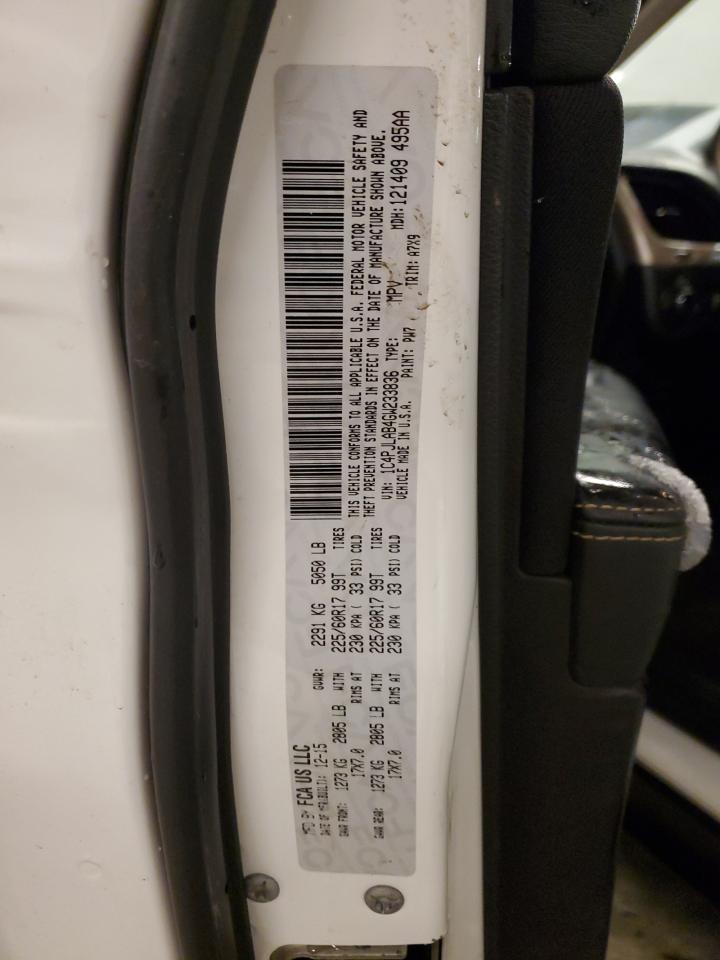 MFD BY FCA US LLC
DATE OF MFR(BUILT): 12-15 GVWR: 2291 KG 5050 LB
GAWR FRONT: 1273 KG 2805 LB WITH 225/60R17 99T TIRES
17X7.0 RIMS AT 230 KPA ( 33 PSI) COLD
GAWR REAR: 1273 KG 2805 LB WITH 225/60R17 99T TIRES
17X7.0 RIMS AT 230 KPA ( 33 PSI) COLD
THIS VEHICLE CONFORMS TO ALL APPLICABLE U.S.A. FEDERAL MOTOR VEHICLE SAFETY AND
THEFT PREVENTION STANDARDS IN EFFECT ON THE DATE OF MANUFACTURE SHOWN ABOVE.
VIN: 1C4PJLAB4GW233836 TYPE: MPV MDH:121409 495AA
VEHICLE MADE IN U.S.A. PAINT: PW7 TRIM: A7X9